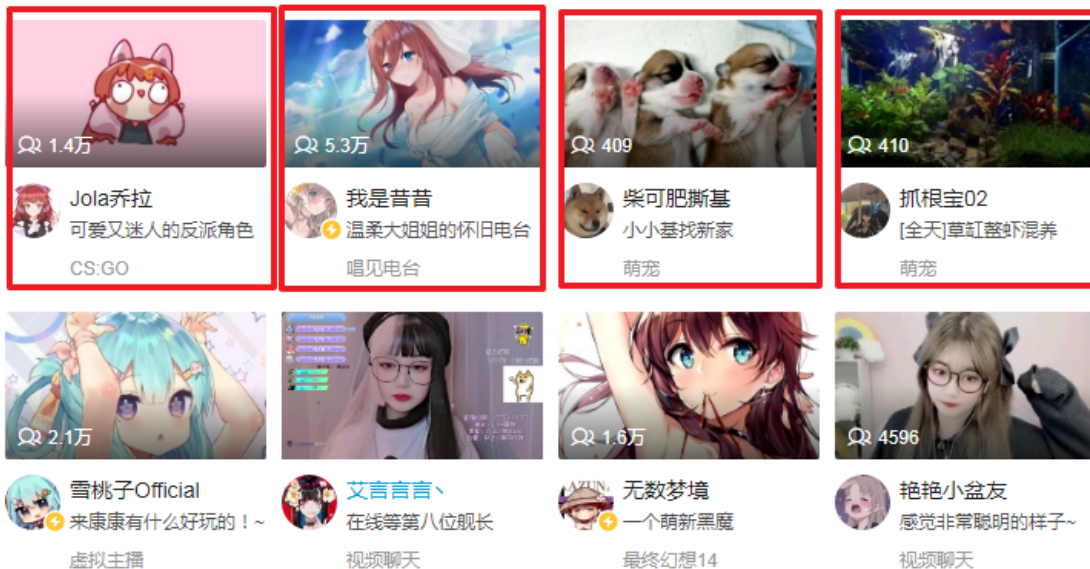 1.4万
5.3万
409
410
Jola乔拉
我是昔昔
柴可肥撕基
抓根宝02
可爱又迷人的反派角色
温柔大姐姐的怀旧电台
小小基找新家
[全天]草缸螯虾混养
CS:GO
唱见电台
萌宠
萌宠
2.1万
1.6万
4596
雪桃子Official
艾言言言丶
无数梦境
艳艳小盆友
来康康有什么好玩的！~
在线等第八位舰长
一个萌新黑魔
感觉非常聪明的样子~
虚拟主播
视频聊天
最终幻想14
视频聊天